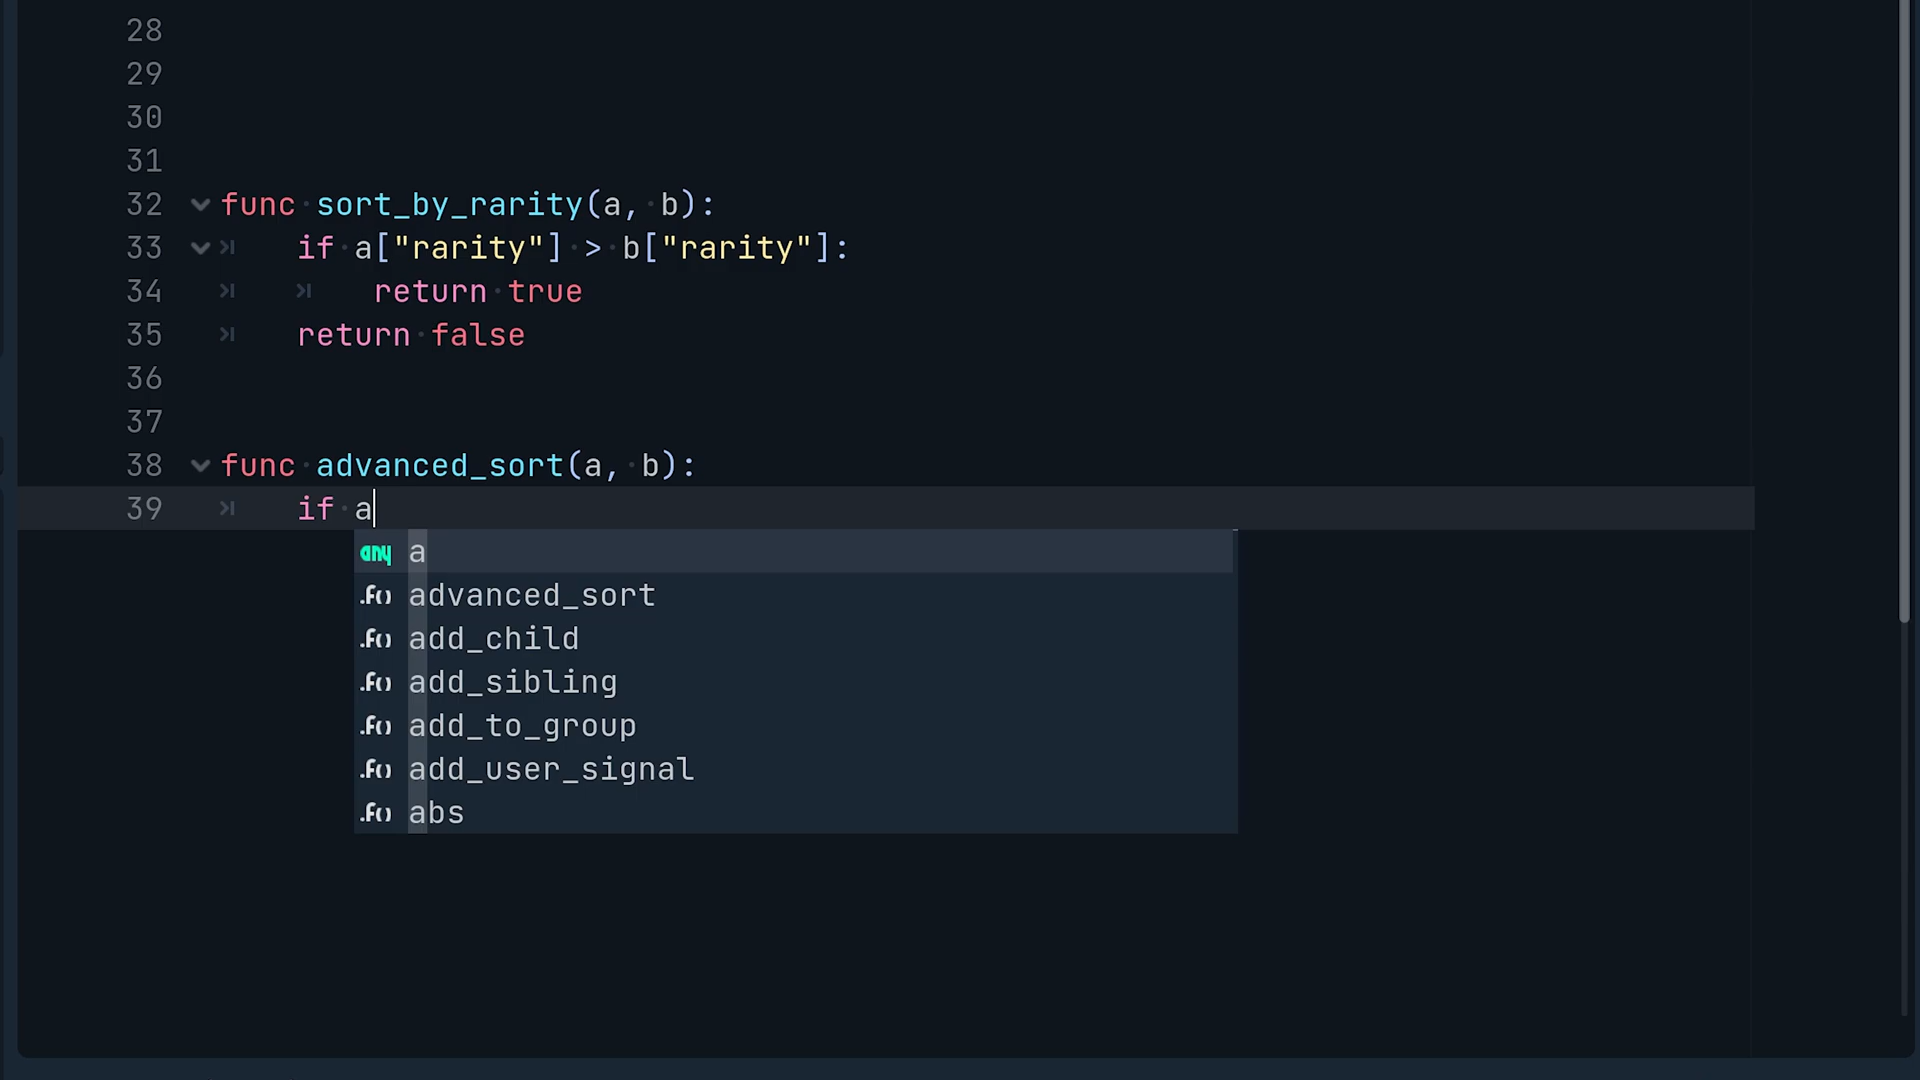 28
29
30
31
32 func sort_by_rarity(a, b):
33 if a["rarity"] > b["rarity"]:
34 return true
35 return false
36
37
38 func advanced_sort(a, b):
39 if a
any a
.f() advanced_sort
.f() add_child
.f() add_sibling
.f() add_to_group
.f() add_user_signal
.f() abs